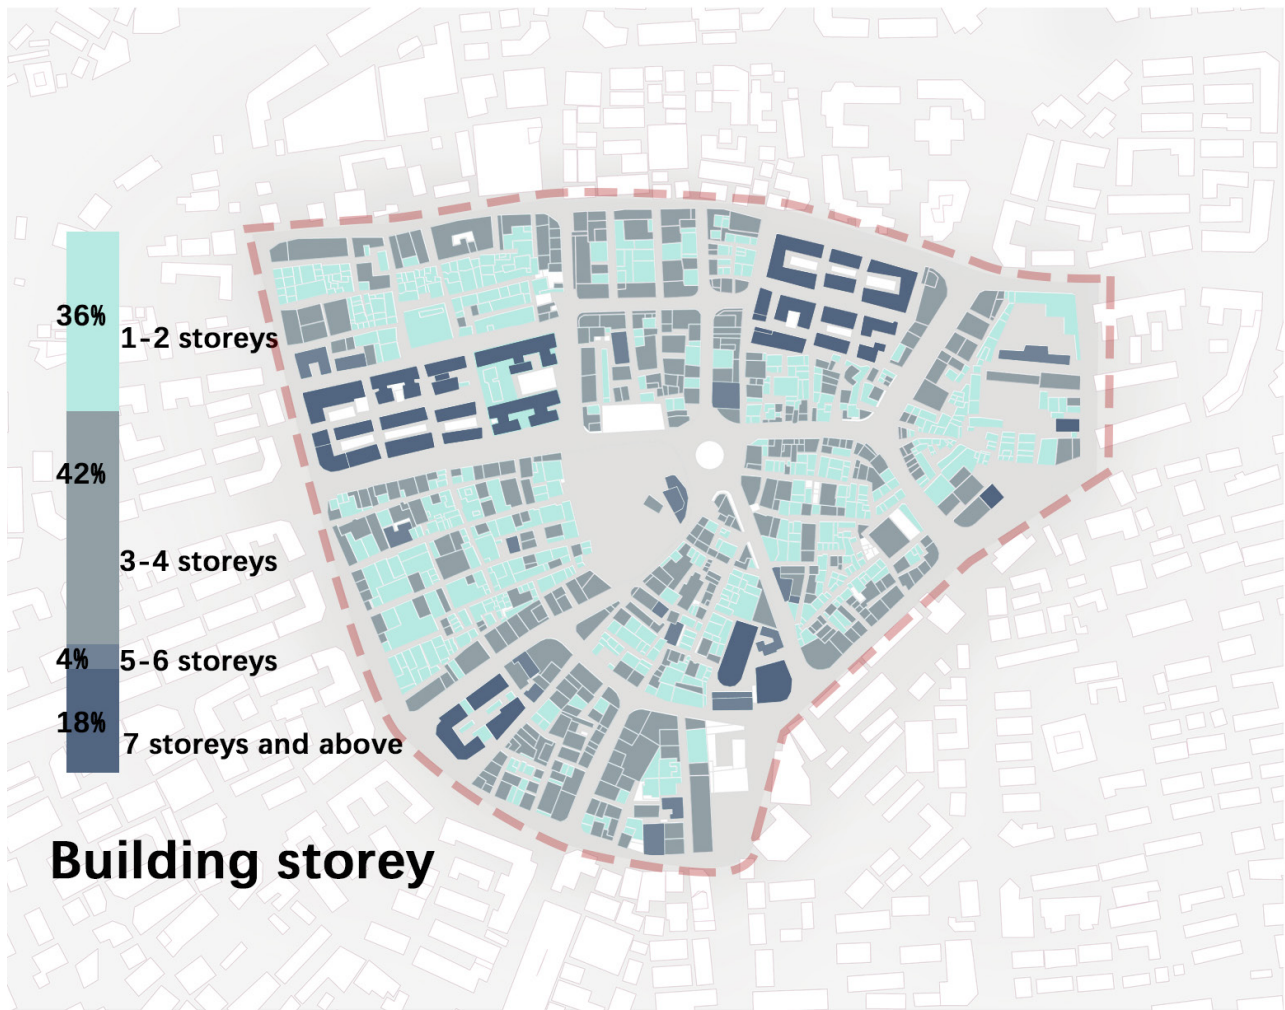 36%
1-2 storeys
42%
3-4 storeys
4%
5-6 storeys
18%
7 storeys and above
Building storey